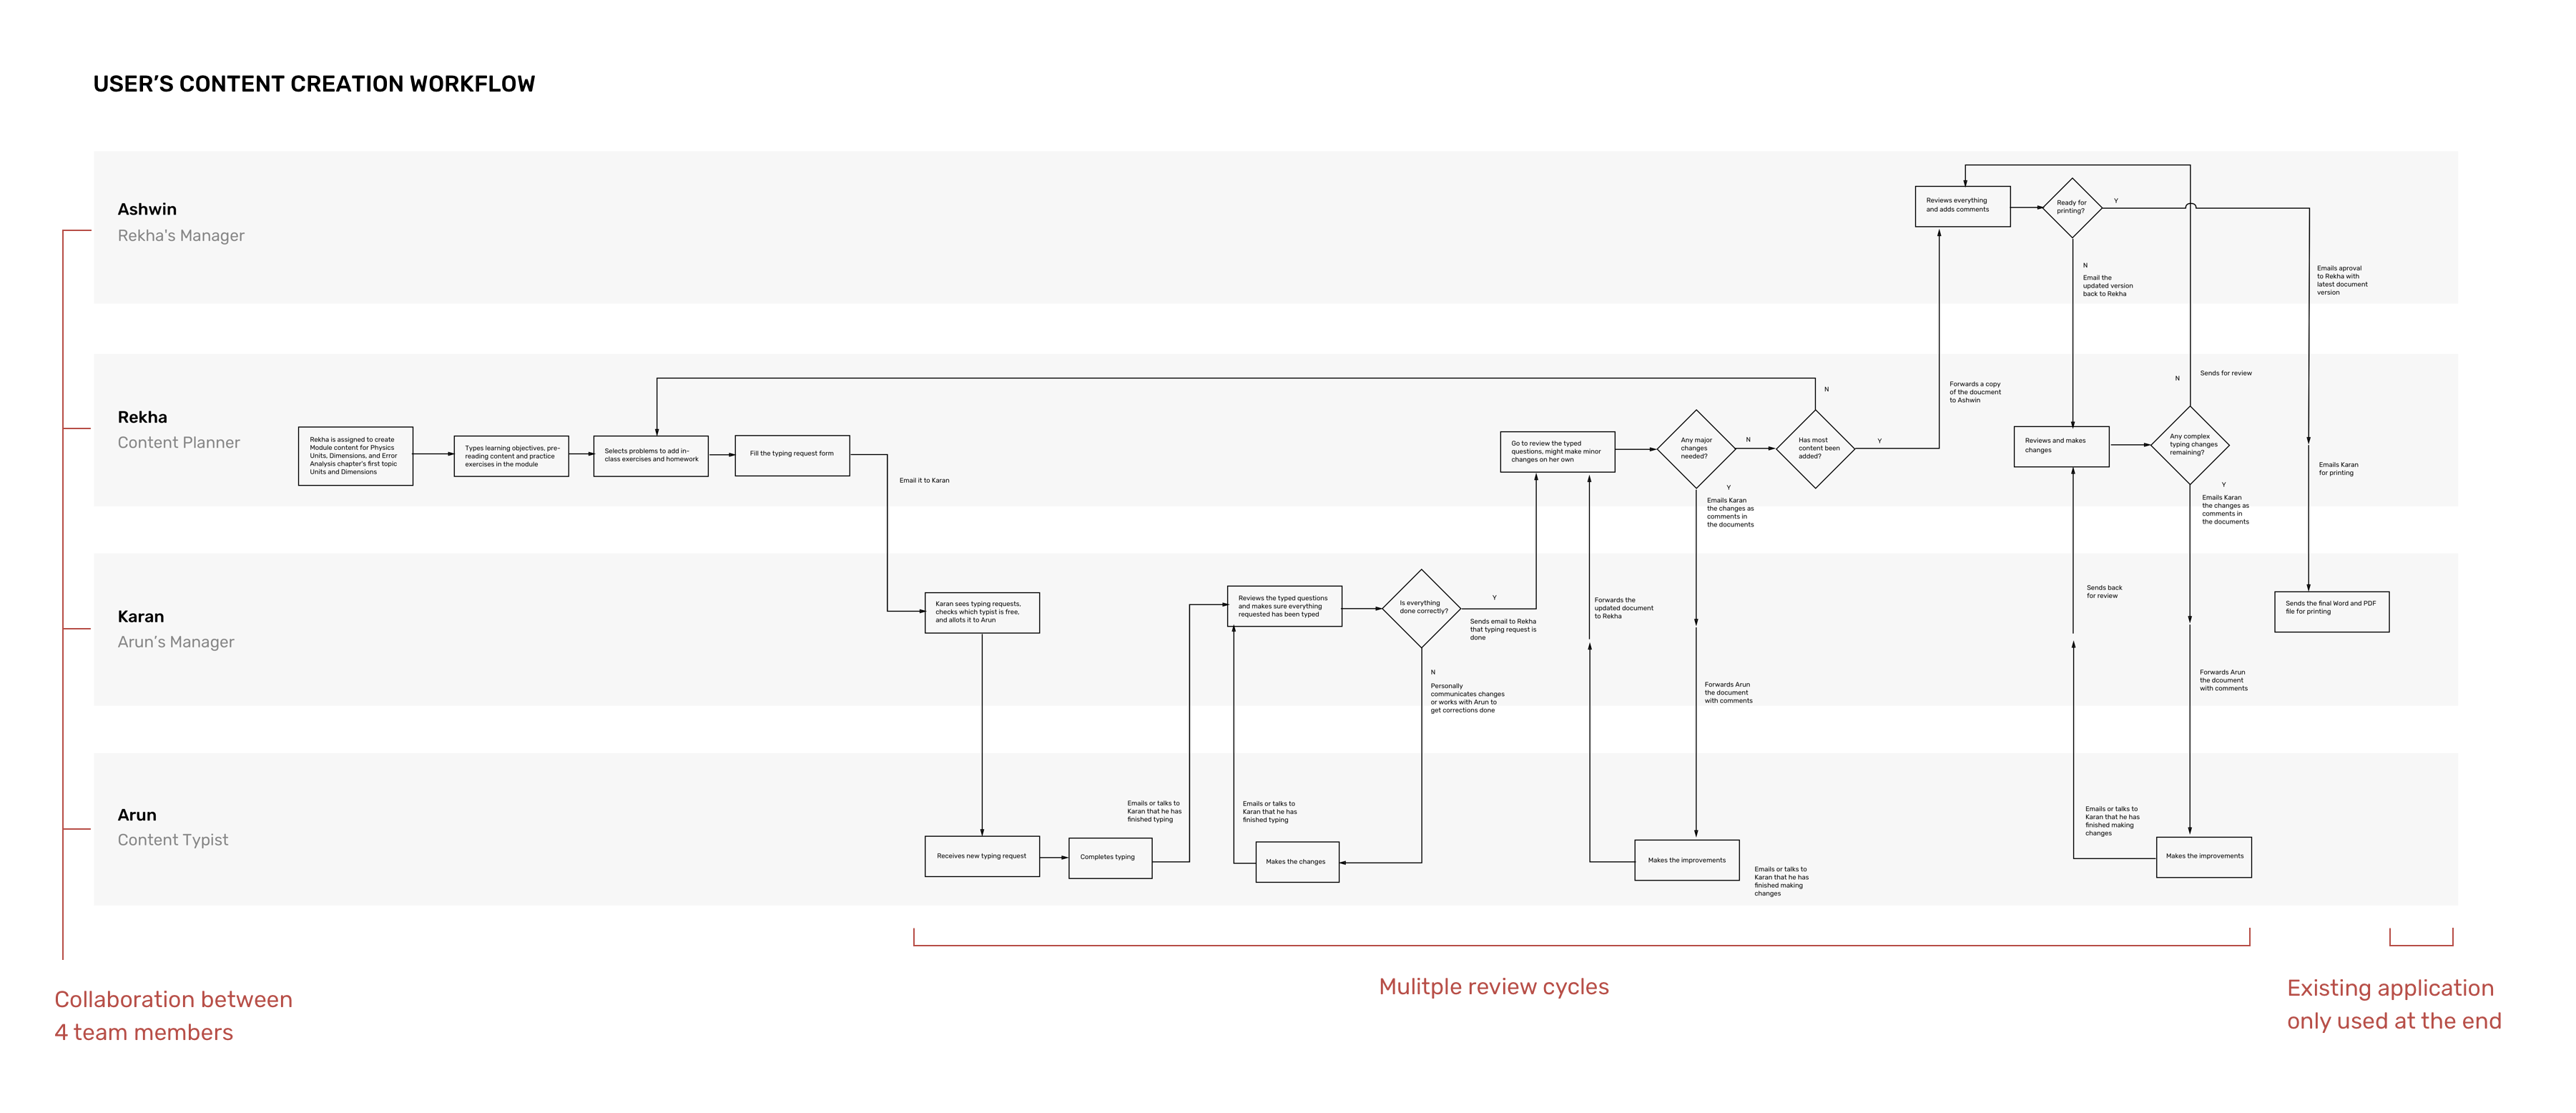 USER'S CONTENT CREATION WORKFLOW
Ashwin
Rekha's Manager
Reviews everything
and adds comments
Ready for
printing?
Y
N
Email the
updated version
back to Rekha
Emails aproval
to Rekha with
latest document
version
Rekha
Content Planner
Rekha is assigned to create
Module content for Physics
Units, Dimensions, and Error
Analysis chapter's first topic
Units and Dimensions
Types learning objectives, pre-
reading content and practice
exercises in the module
Selects problems to add in-
class exercises and homework
Fill the typing request form
Email it to Karan
Go to review the typed
questions, might make minor
changes on her own
Any major
changes
needed?
N
Y
Emails Karan
the changes as
comments in
the documents
Has most
content been
added?
N
Y
Forwards a copy
of the doucment
to Ashwin
Reviews and makes
changes
Any complex
typing changes
remaining?
N
Sends for review
Y
Emails Karan
the changes as
comments in
the documents
Emails Karan
for printing
Karan
Arun's Manager
Karan sees typing requests,
checks which typist is free,
and allots it to Arun
Reviews the typed questions
and makes sure everything
requested has been typed
Is everything
done correctly?
Y
Sends email to Rekha
that typing request is
done
N
Personally
communicates changes
or works with Arun to
get corrections done
Forwards the
updated document
to Rekha
Forwards Arun
the document
with comments
Sends back
for review
Forwards Arun
the dcoument
with comments
Sends the final Word and PDF
file for printing
Arun
Content Typist
Receives new typing request
Completes typing
Emails or talks to
Karan that he has
finished typing
Emails or talks to
Karan that he has
finished typing
Makes the changes
Makes the improvements
Emails or talks to
Karan that he has
finished making
changes
Emails or talks to
Karan that he has
finished making
changes
Makes the improvements
Collaboration between
4 team members
Mulitple review cycles
Existing application
only used at the end